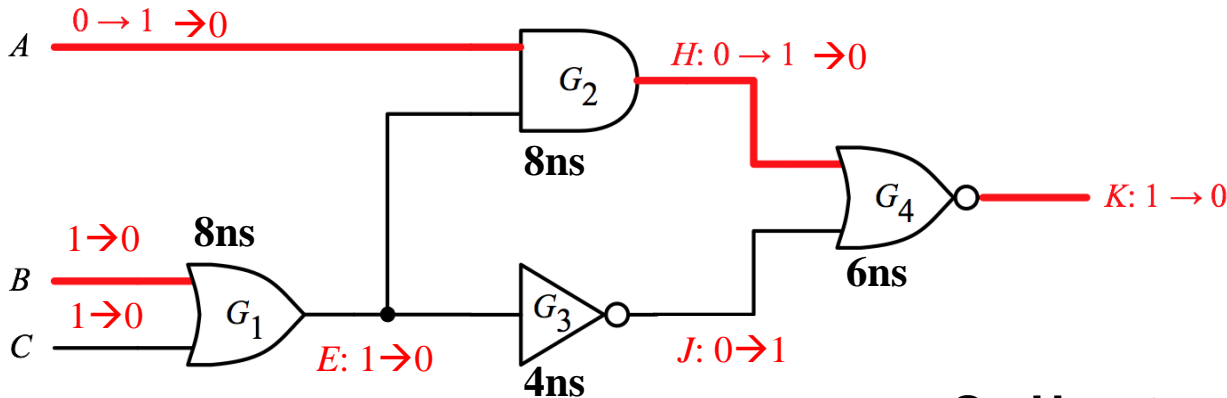 0 → 1 →0
A
H: 0 → 1 →0
G2
8ns
G4
K: 1 → 0
1→0
8ns
B
6ns
1→0
G1
G3
C
E: 1→0
J: 0→1
4ns